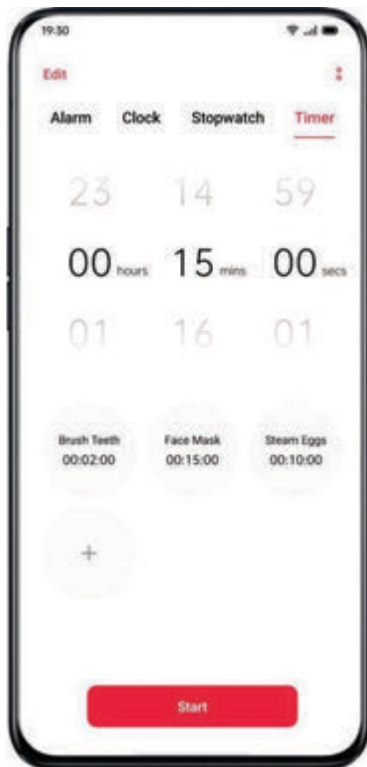 19:30
Edit
Alarm Clock Stopwatch Timer
23 14 59
00 hours 15 mins 00 secs
01 16 01
Brush Teeth Face Mask Steam Eggs
00:02:00 00:15:00 00:10:00
+
Start